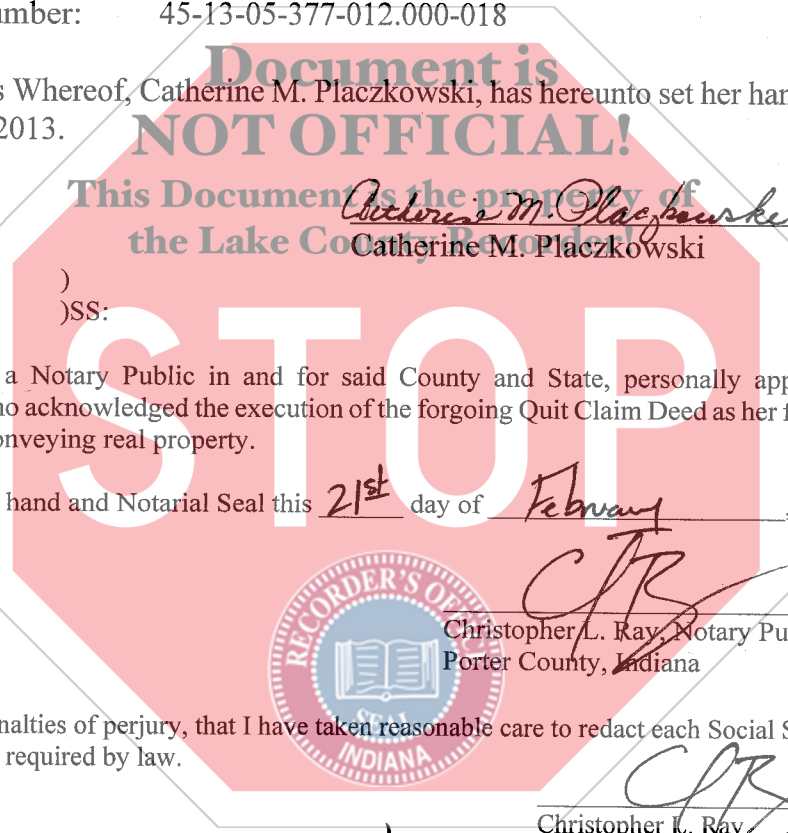 umber: 45-13-05-377-012.000-018
Document is
s Whereof, Catherine M. Placzkowski, has hereunto set her han
2013.
NOT OFFICIAL!
This Document is the property of
Catherine M. Placzkowski
the Lake County Recorder!
Catherine M. Placzkowski
)
)SS:
STOP
a Notary Public in and for said County and State, personally app
no acknowledged the execution of the forgoing Quit Claim Deed as her f
onveying real property.
hand and Notarial Seal this 21st day of February ,
RECORDER'S OFFICE
SEAL
INDIANA
Christopher L. Ray, Notary Pu
Porter County, Indiana
nalties of perjury, that I have taken reasonable care to redact each Social S
required by law.
Christopher L. Ray